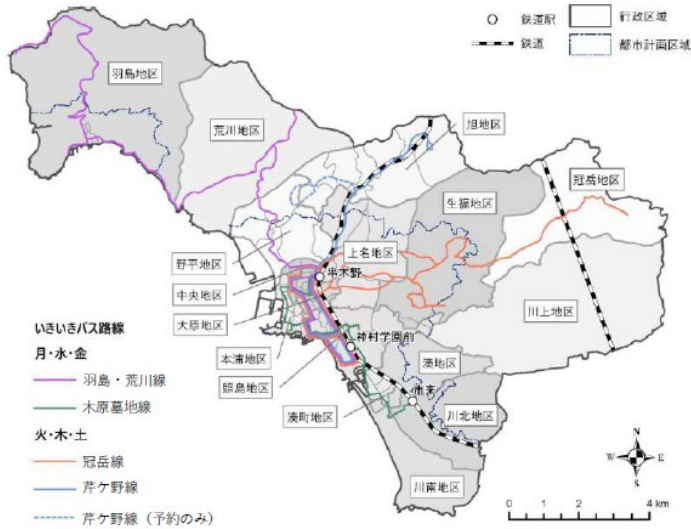 鉄道駅
行政区域
鉄道
都市計画区域
羽島地区
荒川地区
旭地区
冠岳地区
生福地区
上名地区
野平地区
串木野
中央地区
川上地区
大原地区
いきいきバス路線
神村学園前
本浦地区
月・水・金
湊地区
照島地区
羽島・荒川線
市来
木原墓地線
湊町地区
川北地区
火・木・土
冠岳線
N
W
E
S
川南地区
芹ケ野線
0 1 2 4 km
芹ケ野線（予約のみ）